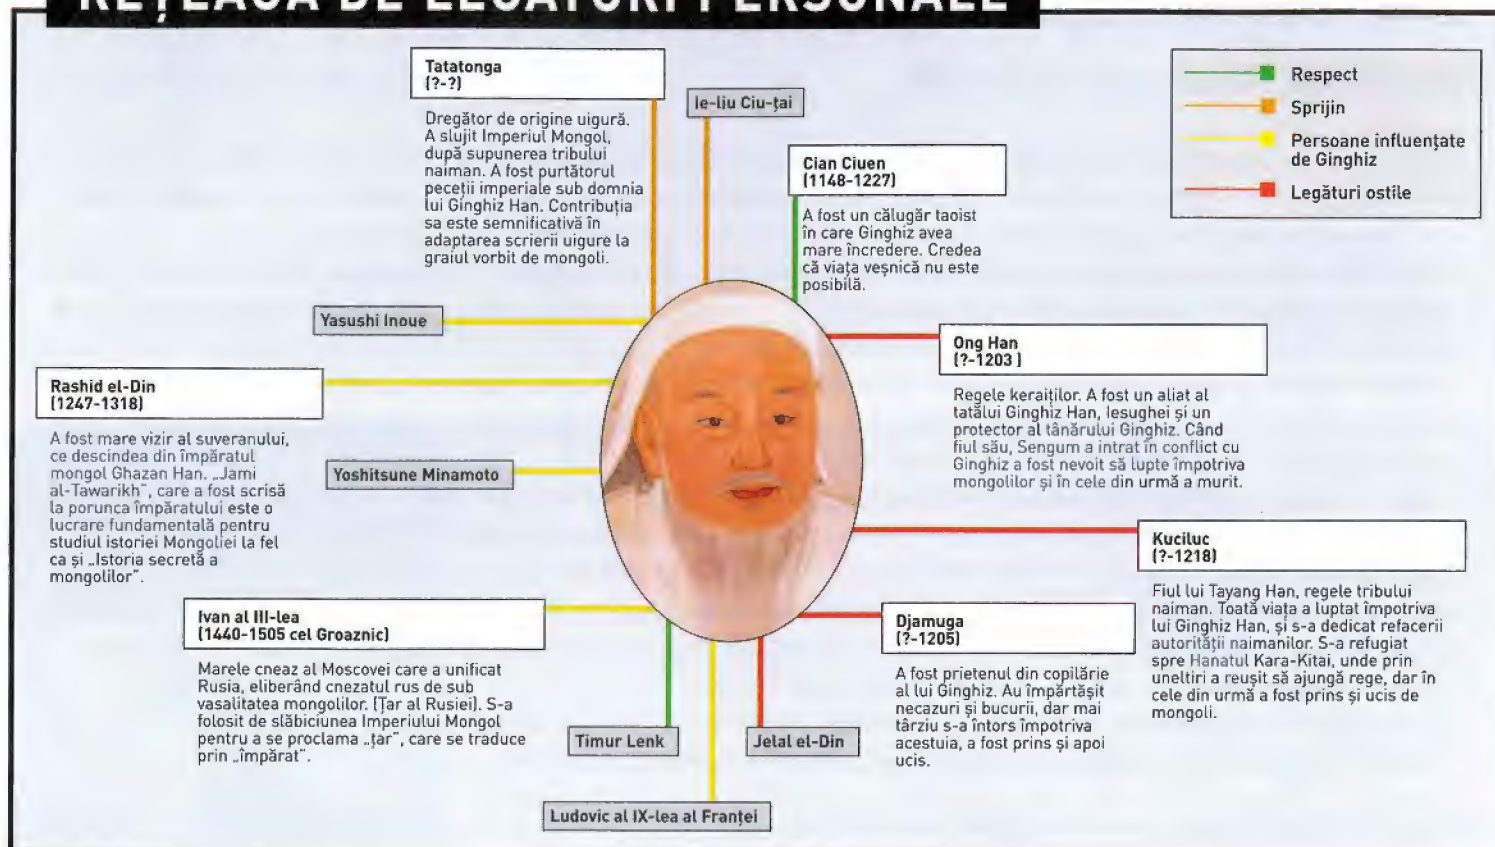 REȚEAUA DE LEGĂTURI PERSONALE
Tatatonga
(?-?)
Dregător de origine uigură.
A slujit Imperiul Mongol,
după supunerea tribului
naiman. A fost purtătorul
peceții imperiale sub domnia
lui Ginghiz Han. Contribuția
sa este semnificativă în
adaptarea scrierii uigure la
graiul vorbit de mongoli.
Ie-liu Ciu-țai
Cian Ciuen
(1148-1227)
A fost un călugăr taoist
în care Ginghiz avea
mare încredere. Credea
că viața veșnică nu este
posibilă.
Respect
Sprijin
Persoane influențate
de Ginghiz
Legături ostile
Yasushi Inoue
Rashid el-Din
(1247-1318)
A fost mare vizir al suveranului,
ce descindea din împăratul
mongol Ghazan Han. „Jami
al-Tawarikh”, care a fost scrisă
la porunca împăratului este o
lucrare fundamentală pentru
studiul istoriei Mongoliei la fel
ca și „Istoria secretă a
mongolilor”.
Yoshitsune Minamoto
Ong Han
(?-1203 )
Regele keraiților. A fost un aliat al
tatălui Ginghiz Han, Iesughei și un
protector al tânărului Ginghiz. Când
fiul său, Sengum a intrat în conflict cu
Ginghiz a fost nevoit să lupte împotriva
mongolilor și în cele din urmă a murit.
Kuciluc
(?-1218)
Fiul lui Tayang Han, regele tribului
naiman. Toată viața a luptat împotriva
lui Ginghiz Han, și s-a dedicat refacerii
autorității naimanilor. S-a refugiat
spre Hanatul Kara-Kitai, unde prin
uneltiri a reușit să ajungă rege, dar în
cele din urmă a fost prins și ucis de
mongoli.
Ivan al III-lea
(1440-1505 cel Groaznic)
Marele cneaz al Moscovei care a unificat
Rusia, eliberând cnezatul rus de sub
vasalitatea mongolilor. (Țar al Rusiei). S-a
folosit de slăbiciunea Imperiului Mongol
pentru a se proclama „țar”, care se traduce
prin „împărat”.
Djamuga
(?-1205)
A fost prietenul din copilărie
al lui Ginghiz. Au împărtășit
necazuri și bucurii, dar mai
târziu s-a întors împotriva
acestuia, a fost prins și apoi
ucis.
Timur Lenk
Jelal el-Din
Ludovic al IX-lea al Franței